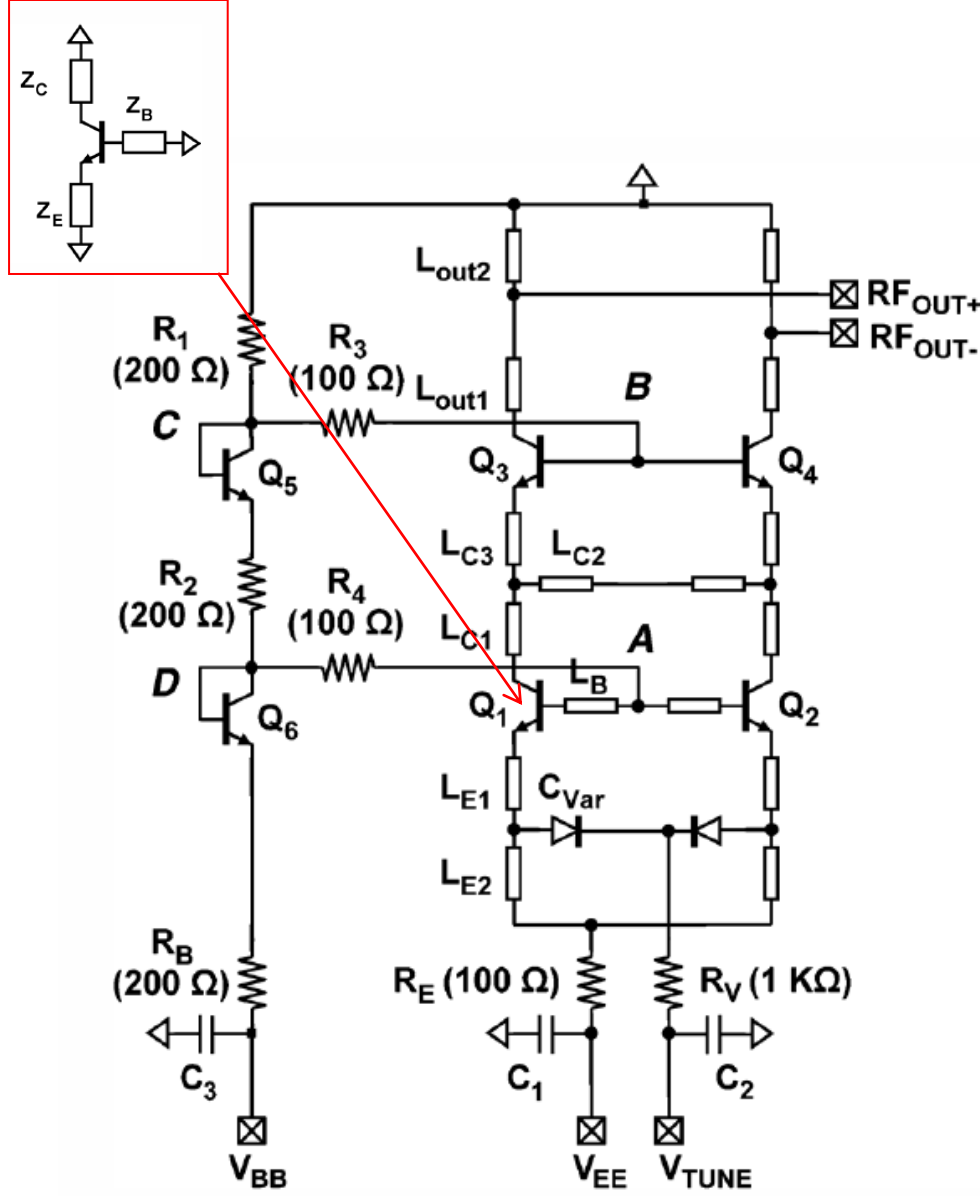 Z_C
Z_B
Z_E
L_out2
RF_OUT+
RF_OUT-
R_1
(200 Ω)
R_3
(100 Ω)
L_out1
B
C
Q_5
Q_3
Q_4
L_C3
L_C2
R_2
(200 Ω)
R_4
(100 Ω)
L_C1
A
D
L_B
Q_6
Q_1
Q_2
L_E1
C_Var
L_E2
R_B
(200 Ω)
R_E (100 Ω)
R_V (1 KΩ)
C_3
C_1
C_2
V_BB
V_EE
V_TUNE